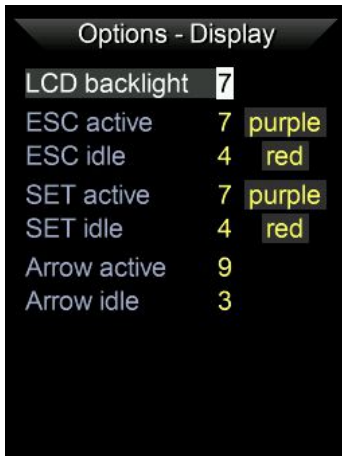 Options - Display
LCD backlight 7
ESC active 7 purple
ESC idle 4 red
SET active 7 purple
SET idle 4 red
Arrow active 9
Arrow idle 3